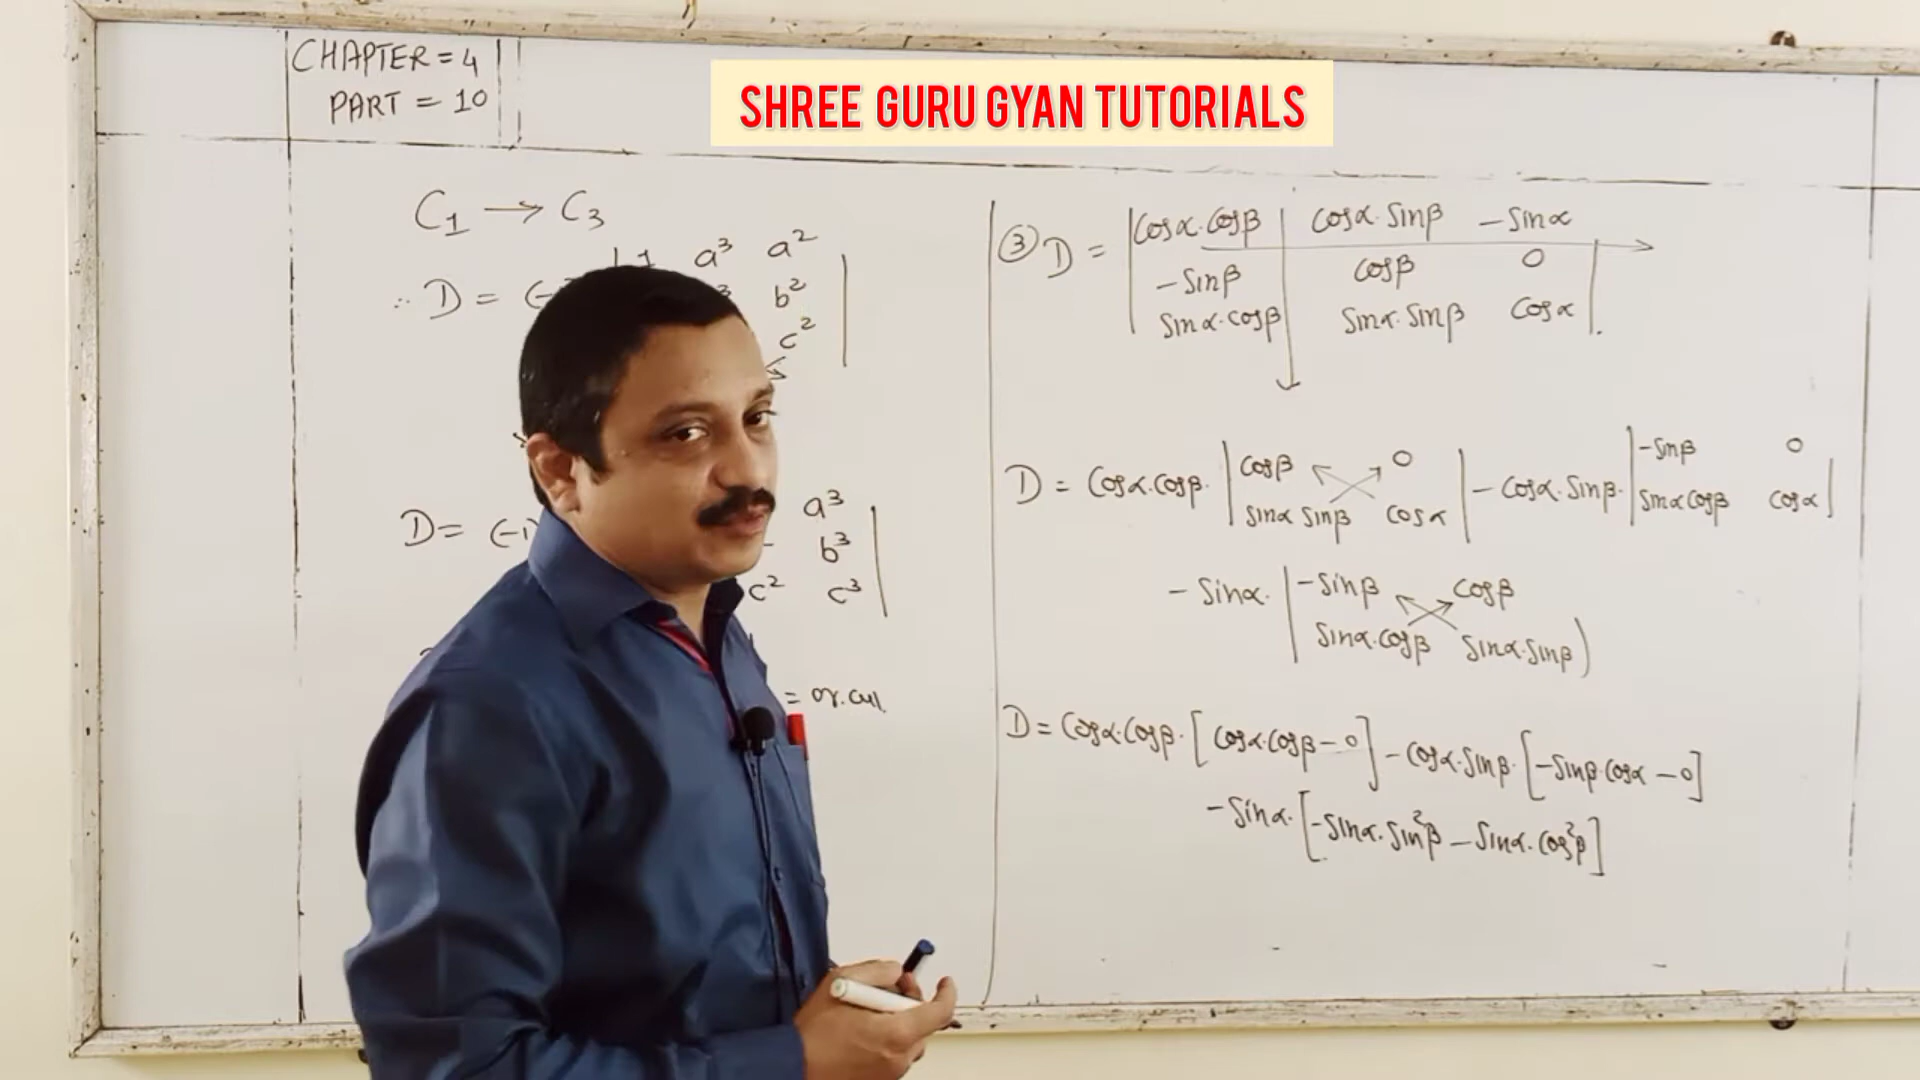 CHAPTER = 4
PART = 10
SHREE GURU GYAN TUTORIALS
C₁ → C₃
∴ D = (- 1 a³ a²
b²
c²
D = (-1 a³
b³
c² c³
= or. cul.
③ D = | cosα·cosβ cosα·sinβ -sinα
-sinβ cosβ 0
sinα·cosβ sinα·sinβ cosα |.
D = cosα·cosβ· | cosβ 0 | - cosα·sinβ· | -sinβ 0
sinα sinβ cosα | sinα cosβ cosα |
- sinα· | -sinβ cosβ
sinα·cosβ sinα·sinβ )
D = cosα·cosβ· [cosα·cosβ - 0] - cosα·sinβ· [-sinβ·cosα - 0]
- sinα· [-sinα·sin²β - sinα·cos²β]